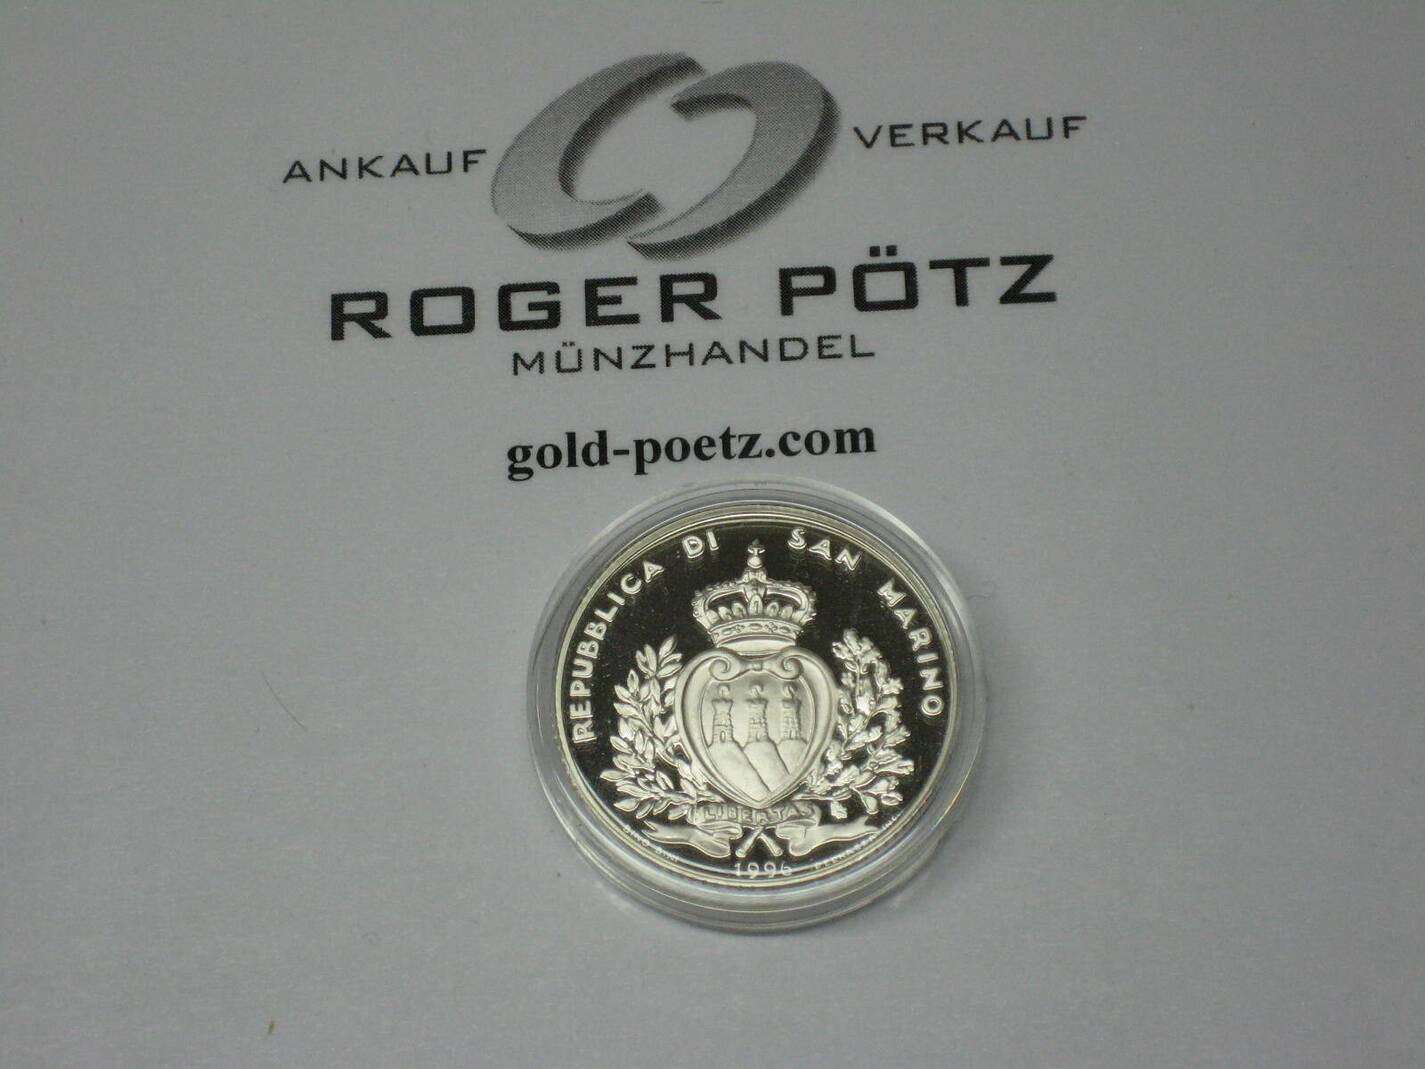 ANKAUF VERKAUF
ROGER PÖTZ
MÜNZHANDEL
gold-poetz.com
REPUBBLICA DI SAN MARINO
LIBERTAS
1996